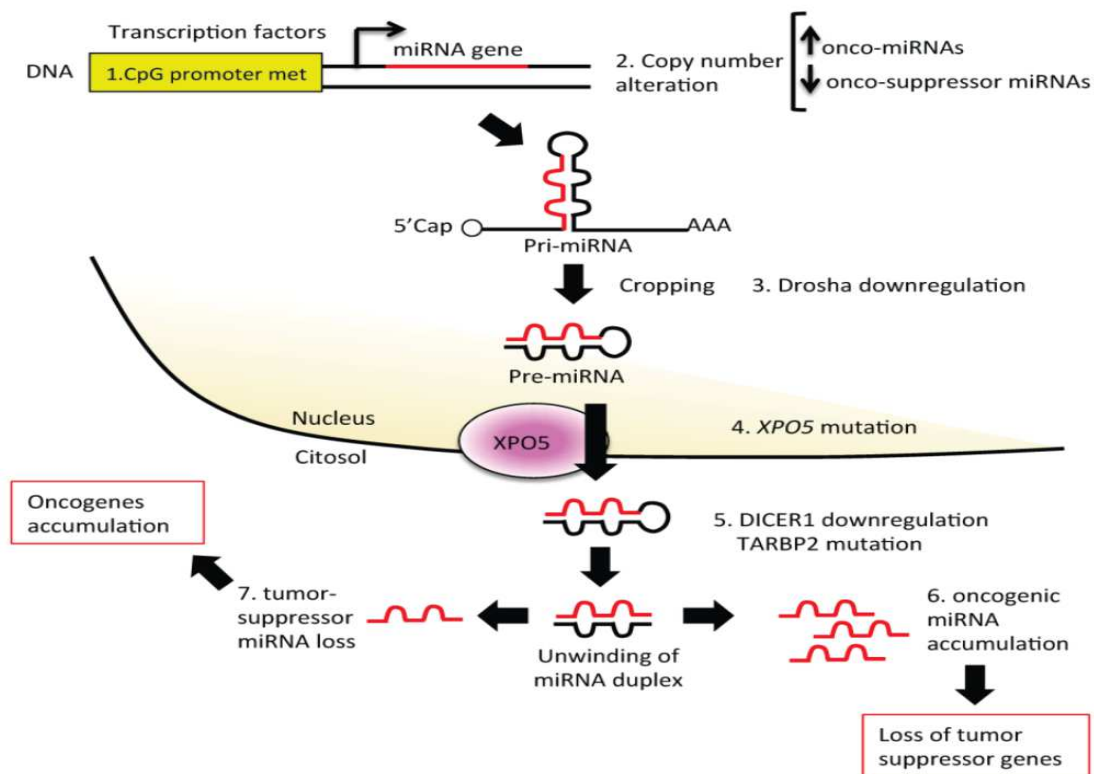 Transcription factors
DNA
1.CpG promoter met
miRNA gene
2. Copy number
alteration
onco-miRNAs
onco-suppressor miRNAs
5'Cap
AAA
Pri-miRNA
Cropping
3. Drosha downregulation
Pre-miRNA
Nucleus
XPO5
4. XPO5 mutation
Citosol
Oncogenes
accumulation
5. DICER1 downregulation
TARBP2 mutation
7. tumor-
suppressor
miRNA loss
Unwinding of
miRNA duplex
6. oncogenic
miRNA
accumulation
Loss of tumor
suppressor genes